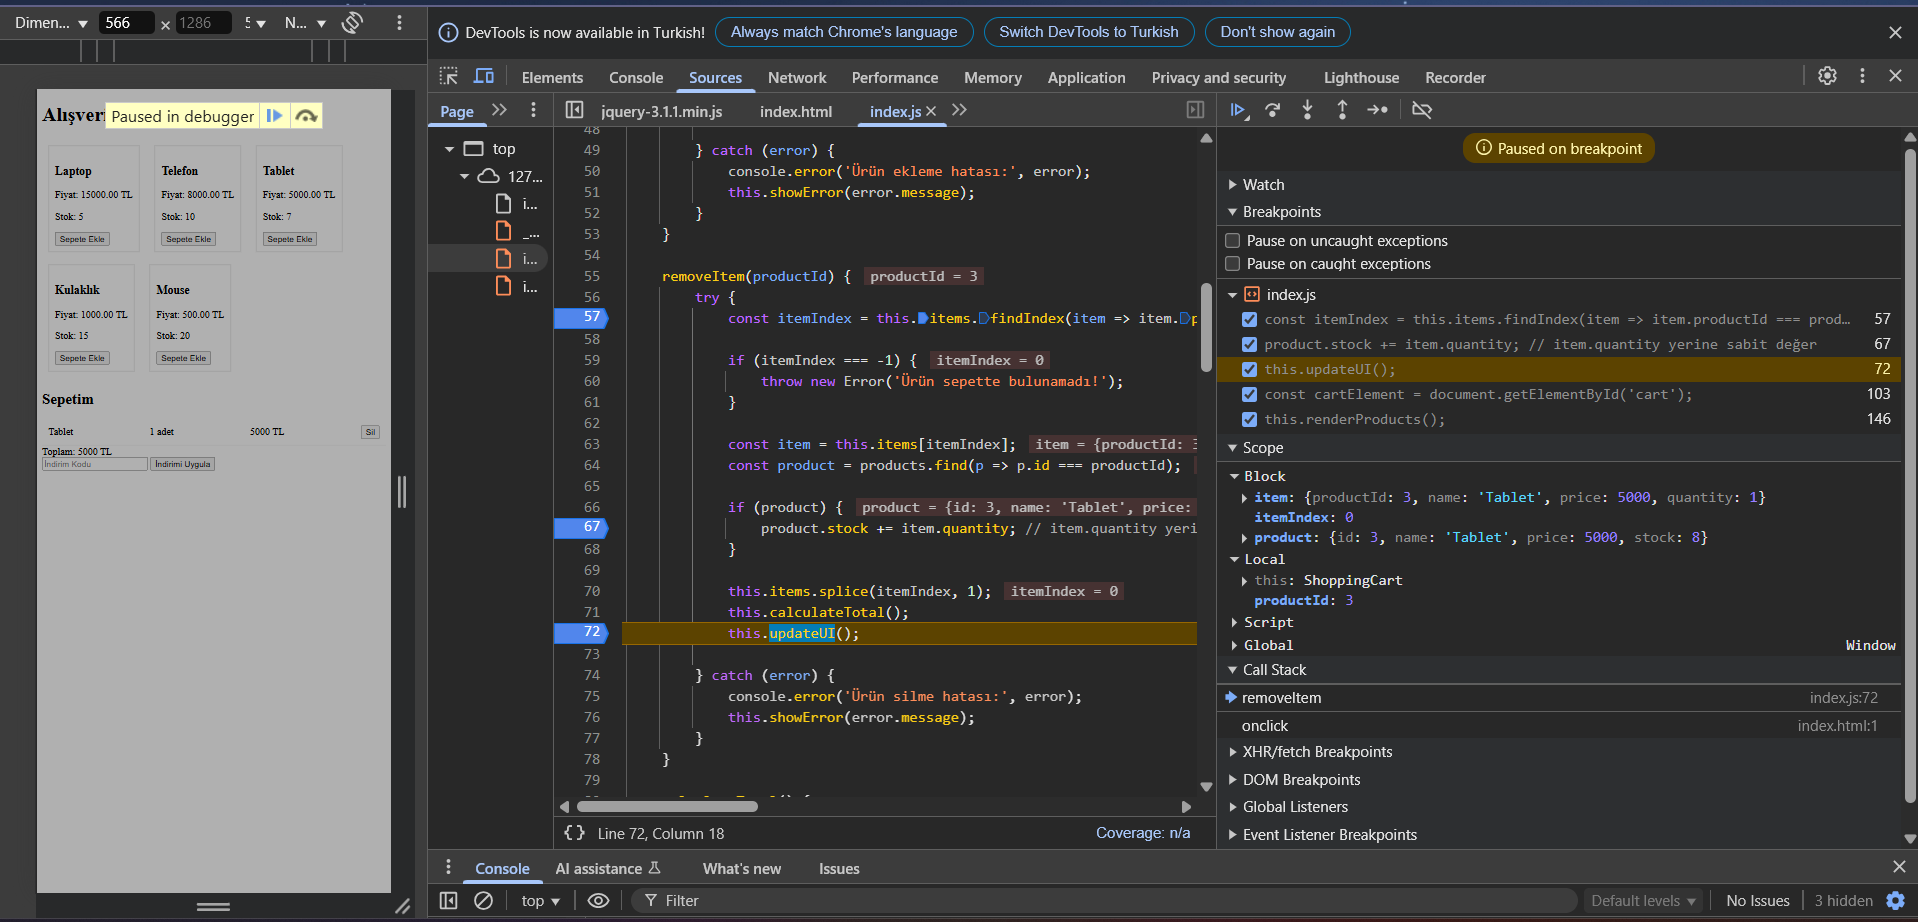 Dimen... 566 × 1286 N...
DevTools is now available in Turkish! Always match Chrome's language Switch DevTools to Turkish Don't show again
Elements Console Sources Network Performance Memory Application Privacy and security Lighthouse Recorder
Page
jquery-3.1.1.min.js index.html index.js
Paused in debugger
Laptop
Fiyat: 15000.00 TL
Stok: 5
Sepete Ekle
Telefon
Fiyat: 8000.00 TL
Stok: 10
Sepete Ekle
Tablet
Fiyat: 5000.00 TL
Stok: 7
Sepete Ekle
Kulaklık
Fiyat: 1000.00 TL
Stok: 15
Sepete Ekle
Mouse
Fiyat: 500.00 TL
Stok: 20
Sepete Ekle
Sepetim
Tablet 1 adet 5000 TL Sil
Toplam: 5000 TL
İndirim Kodu İndirimi Uygula
top
127...
i...
_...
i...
i...
48
49 } catch (error) {
50 console.error('Ürün ekleme hatası:', error);
51 this.showError(error.message);
52 }
53 }
54
55 removeItem(productId) { productId = 3
56 try {
57 const itemIndex = this.items.findIndex(item => item.p
58
59 if (itemIndex === -1) { itemIndex = 0
60 throw new Error('Ürün sepette bulunamadı!');
61 }
62
63 const item = this.items[itemIndex]; item = {productId: 3
64 const product = products.find(p => p.id === productId);
65
66 if (product) { product = {id: 3, name: 'Tablet', price:
67 product.stock += item.quantity; // item.quantity yeri
68 }
69
70 this.items.splice(itemIndex, 1); itemIndex = 0
71 this.calculateTotal();
72 this.updateUI();
73
74 } catch (error) {
75 console.error('Ürün silme hatası:', error);
76 this.showError(error.message);
77 }
78 }
79
{} Line 72, Column 18 Coverage: n/a
Paused on breakpoint
Watch
Breakpoints
Pause on uncaught exceptions
Pause on caught exceptions
index.js
const itemIndex = this.items.findIndex(item => item.productId === prod... 57
product.stock += item.quantity; // item.quantity yerine sabit değer 67
this.updateUI(); 72
const cartElement = document.getElementById('cart'); 103
this.renderProducts(); 146
Scope
Block
item: {productId: 3, name: 'Tablet', price: 5000, quantity: 1}
itemIndex: 0
product: {id: 3, name: 'Tablet', price: 5000, stock: 8}
Local
this: ShoppingCart
productId: 3
Script
Global Window
Call Stack
removeItem index.js:72
onclick index.html:1
XHR/fetch Breakpoints
DOM Breakpoints
Global Listeners
Event Listener Breakpoints
Console AI assistance What's new Issues
top Filter Default levels No Issues 3 hidden